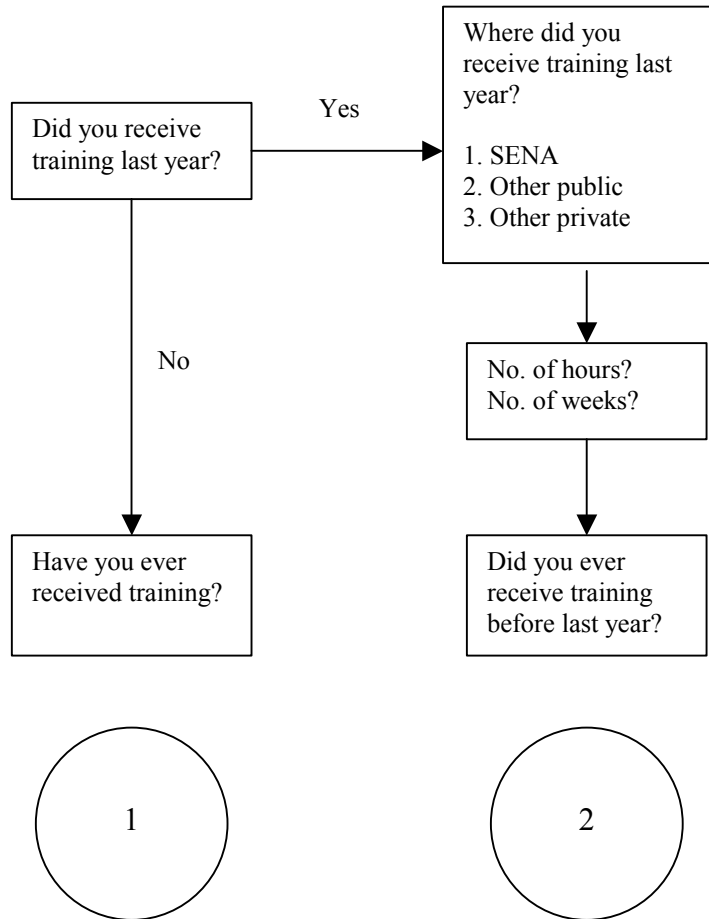 Did you receive
training last year?
Yes
Where did you
receive training last
year?
1. SENA
2. Other public
3. Other private
No
No. of hours?
No. of weeks?
Have you ever
received training?
Did you ever
receive training
before last year?
1
2